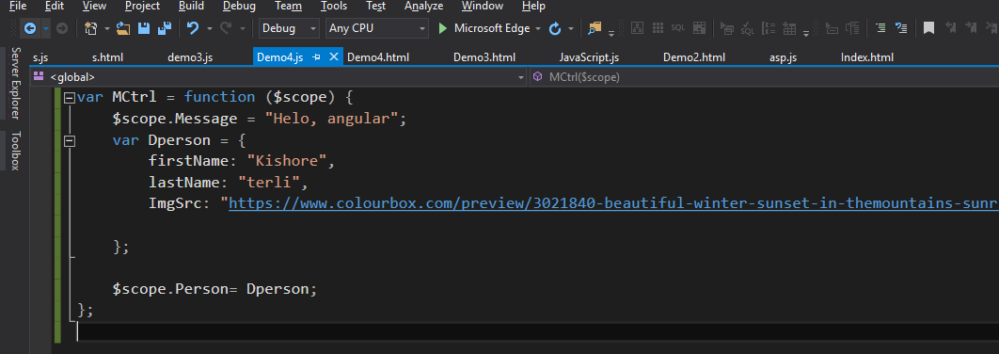 File Edit View Project Build Debug Team Tools Test Analyze Window Help
Debug Any CPU Microsoft Edge
s.js s.html demo3.js Demo4.js Demo4.html Demo3.html JavaScript.js Demo2.html asp.js Index.html
<global> MCtrl($scope)
Server Explorer
Toolbox
var MCtrl = function ($scope) {
$scope.Message = "Helo, angular";
var Dperson = {
firstName: "Kishore",
lastName: "terli",
ImgSrc: "https://www.colourbox.com/preview/3021840-beautiful-winter-sunset-in-themountains-sunr
};
$scope.Person= Dperson;
};